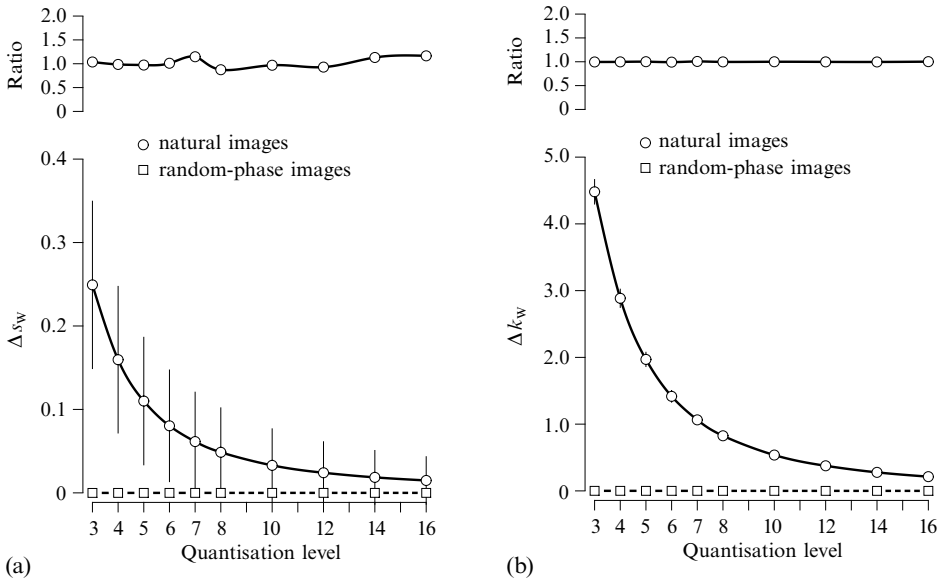 2.0
1.5
1.0
0.5
0
Ratio
natural images
random-phase images
0.4
0.3
0.2
0.1
0
Δsw
3 4 5 6 7 8 10 12 14 16
Quantisation level
(a)
2.0
1.5
1.0
0.5
0
Ratio
natural images
random-phase images
5.0
4.0
3.0
2.0
1.0
0
Δkw
3 4 5 6 7 8 10 12 14 16
Quantisation level
(b)